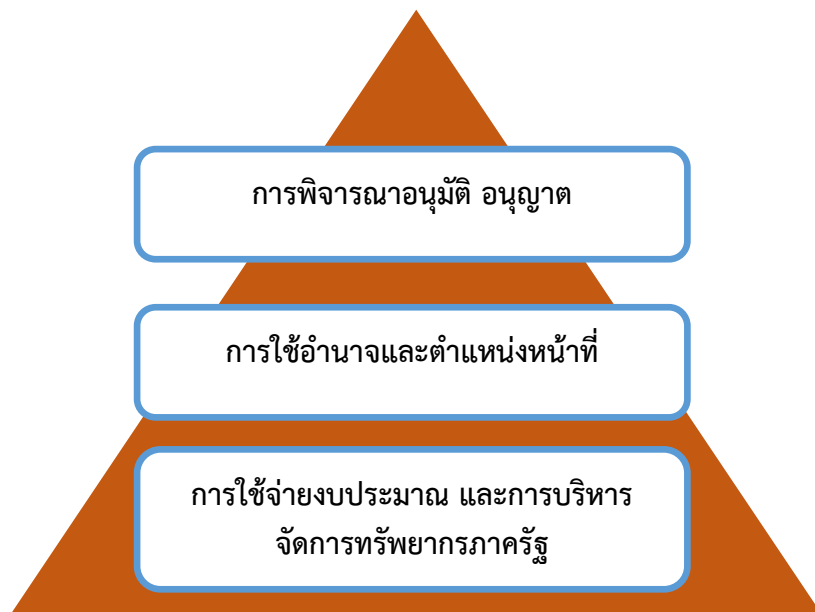 การพิจารณาอนุมัติ อนุญาต
การใช้อำนาจและตำแหน่งหน้าที่
การใช้จ่ายงบประมาณ และการบริหาร
จัดการทรัพยากรภาครัฐ